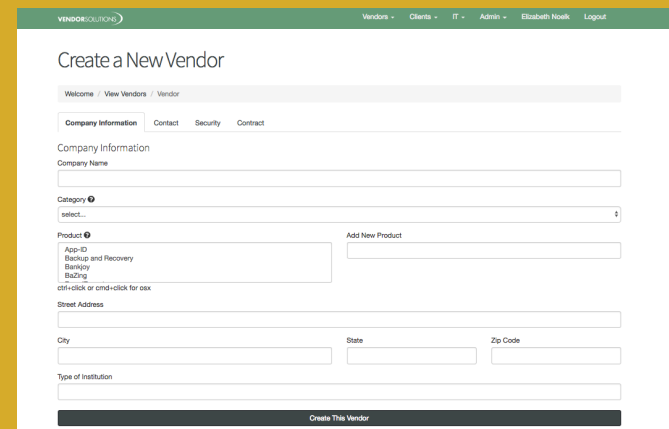 VENDORSOLUTIONS Vendors Clients IT Admin Elizabeth Noelk Logout
Create a New Vendor
Welcome / View Vendors / Vendor
Company Information Contact Security Contract
Company Information
Company Name
Category
select...
Product Add New Product
App-ID
Backup and Recovery
Bankjoy
BaZing
ctrl+click or cmd+click for osx
Street Address
City State Zip Code
Type of Institution
Create This Vendor